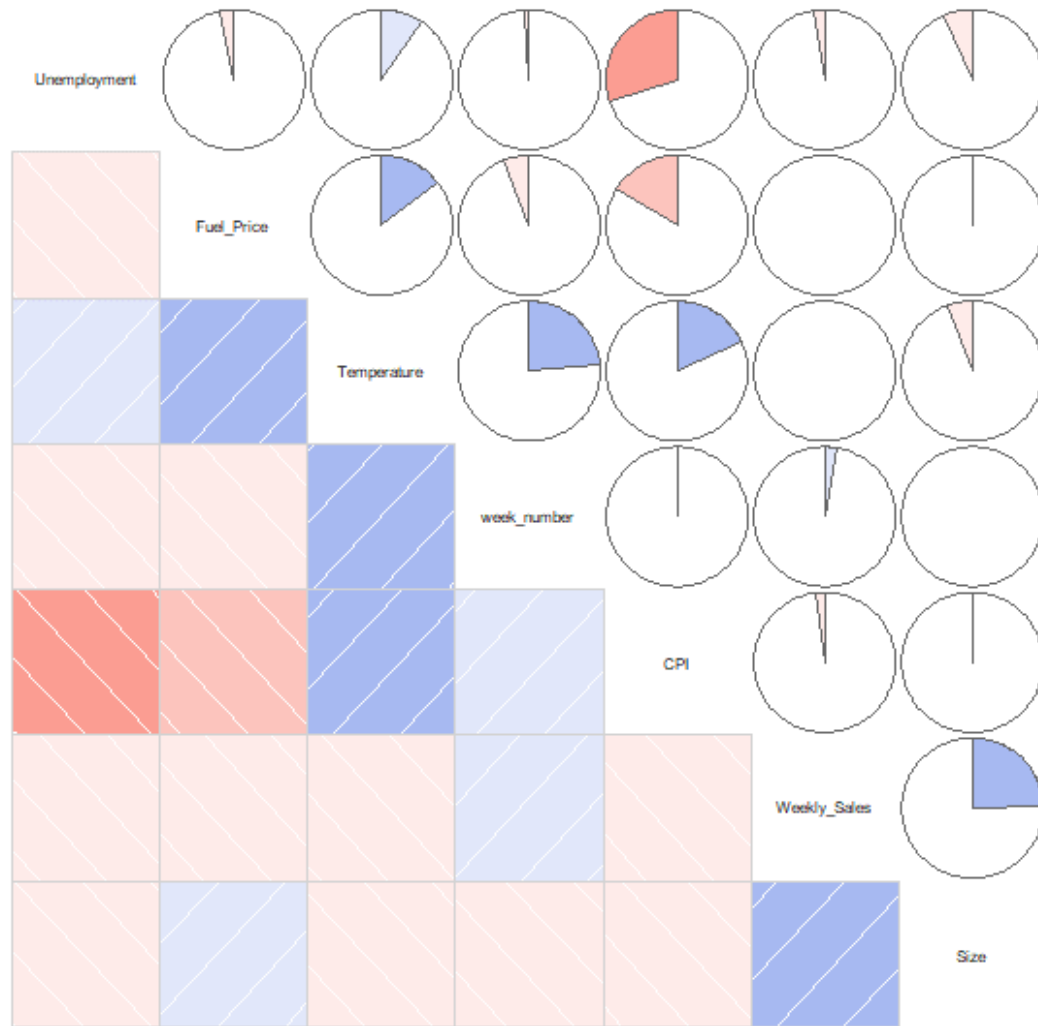 Unemployment
Fuel_Price
Temperature
week_number
CPI
Weekly_Sales
Size